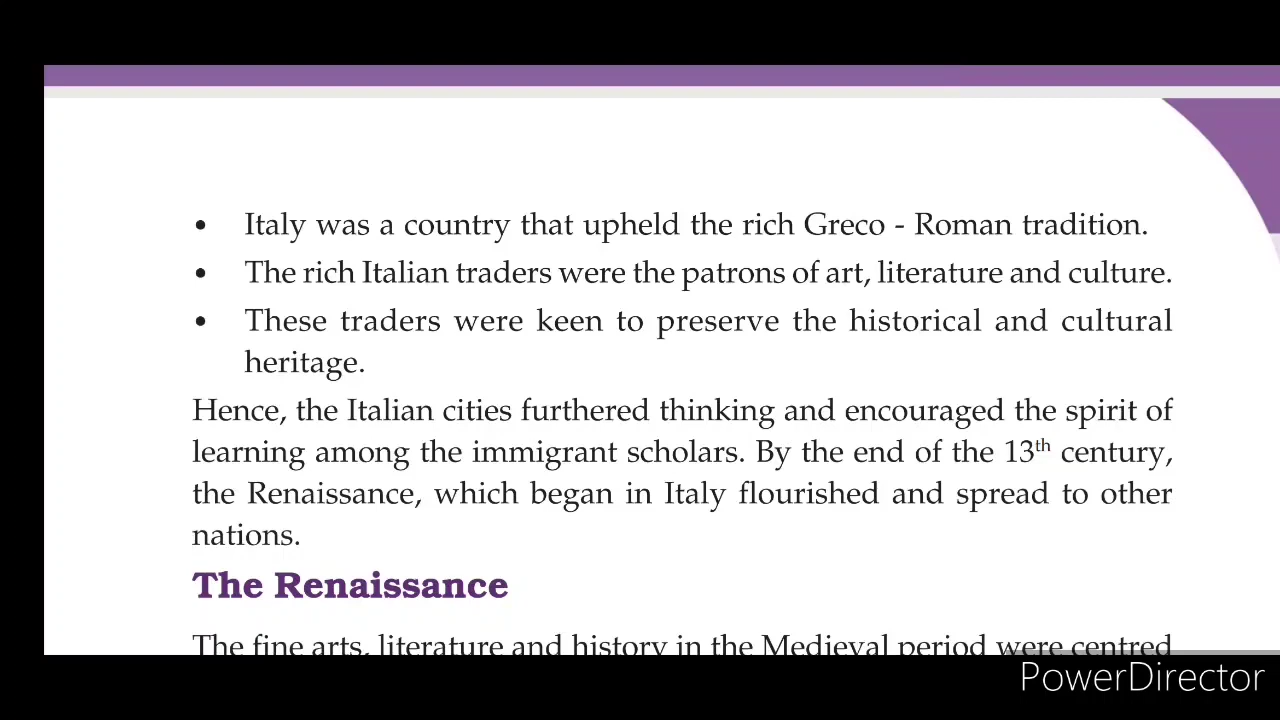 • Italy was a country that upheld the rich Greco - Roman tradition.
• The rich Italian traders were the patrons of art, literature and culture.
• These traders were keen to preserve the historical and cultural
heritage.
Hence, the Italian cities furthered thinking and encouraged the spirit of
learning among the immigrant scholars. By the end of the 13th century,
the Renaissance, which began in Italy flourished and spread to other
nations.
The Renaissance
The fine arts, literature and history in the Medieval period were centred
PowerDirector